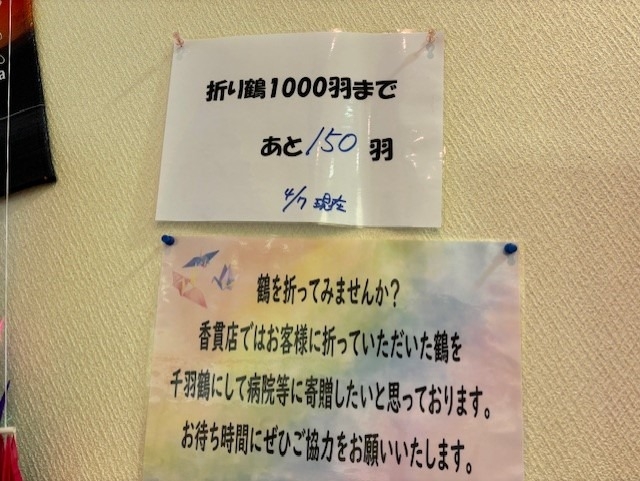 折り鶴1000羽まで
あと150羽
4/7 現在
鶴を折ってみませんか?
香貫店ではお客様に折っていただいた鶴を
千羽鶴にして病院等に寄贈したいと思っております。
お待ち時間にぜひご協力をお願いいたします。
a